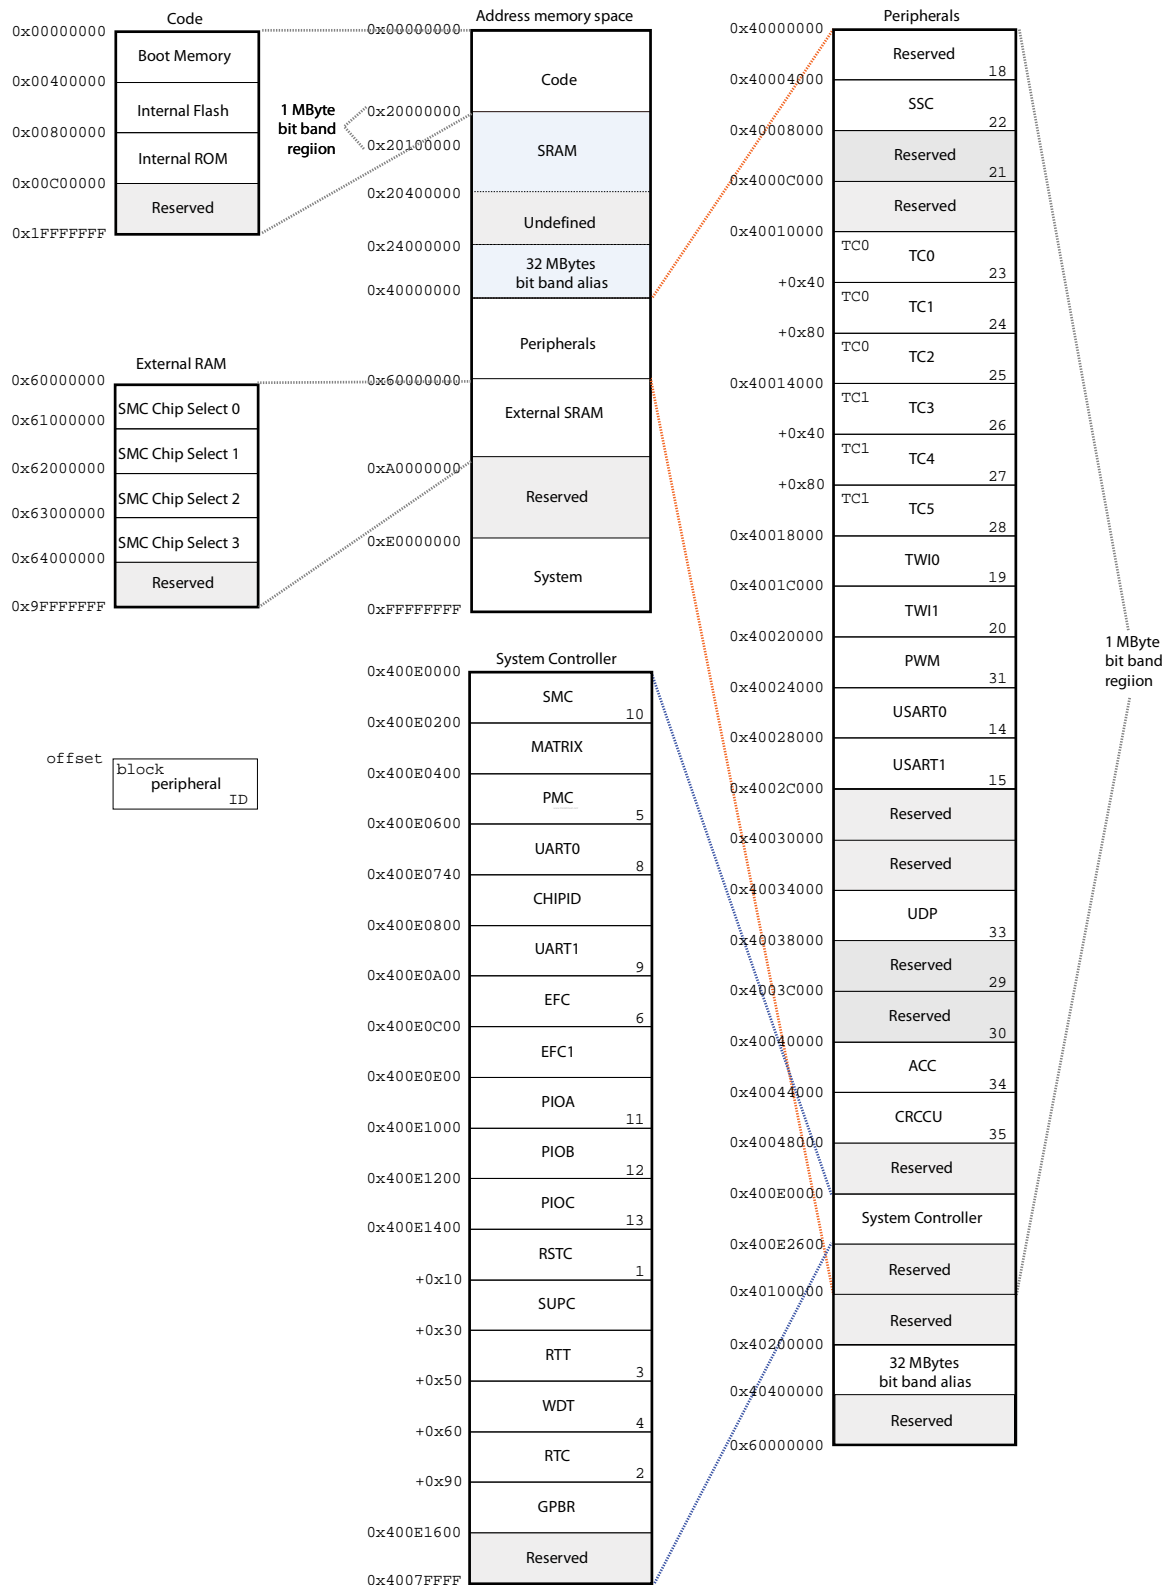 Code
0x00000000
Boot Memory
0x00400000
Internal Flash
0x00800000
Internal ROM
0x00C00000
Reserved
0x1FFFFFFF
1 MByte
bit band
regiion
External RAM
0x60000000
SMC Chip Select 0
0x61000000
SMC Chip Select 1
0x62000000
SMC Chip Select 2
0x63000000
SMC Chip Select 3
0x64000000
Reserved
0x9FFFFFFF
offset
block
peripheral
ID
Address memory space
0x00000000
Code
0x20000000
0x20100000
SRAM
0x20400000
Undefined
0x24000000
32 MBytes
bit band alias
0x40000000
Peripherals
0x60000000
External SRAM
0xA0000000
Reserved
0xE0000000
System
0xFFFFFFFF
System Controller
0x400E0000
SMC
10
0x400E0200
MATRIX
0x400E0400
PMC
5
0x400E0600
UART0
8
0x400E0740
CHIPID
0x400E0800
UART1
9
0x400E0A00
EFC
6
0x400E0C00
EFC1
0x400E0E00
PIOA
11
0x400E1000
PIOB
12
0x400E1200
PIOC
13
0x400E1400
RSTC
1
+0x10
SUPC
+0x30
RTT
3
+0x50
WDT
4
+0x60
RTC
2
+0x90
GPBR
0x400E1600
Reserved
0x4007FFFF
Peripherals
0x40000000
Reserved
18
0x40004000
SSC
22
0x40008000
Reserved
21
0x4000C000
Reserved
0x40010000
TC0
TC0
23
+0x40
TC0
TC1
24
+0x80
TC0
TC2
25
0x40014000
TC1
TC3
26
+0x40
TC1
TC4
27
+0x80
TC1
TC5
28
0x40018000
TWI0
19
0x4001C000
TWI1
20
0x40020000
PWM
31
0x40024000
USART0
14
0x40028000
USART1
15
0x4002C000
Reserved
0x40030000
Reserved
0x40034000
UDP
33
0x40038000
Reserved
29
0x4003C000
Reserved
30
0x40040000
ACC
34
0x40044000
CRCCU
35
0x40048000
Reserved
0x400E0000
System Controller
0x400E2600
Reserved
0x40100000
Reserved
0x40200000
32 MBytes
bit band alias
0x40400000
Reserved
0x60000000
1 MByte
bit band
regiion